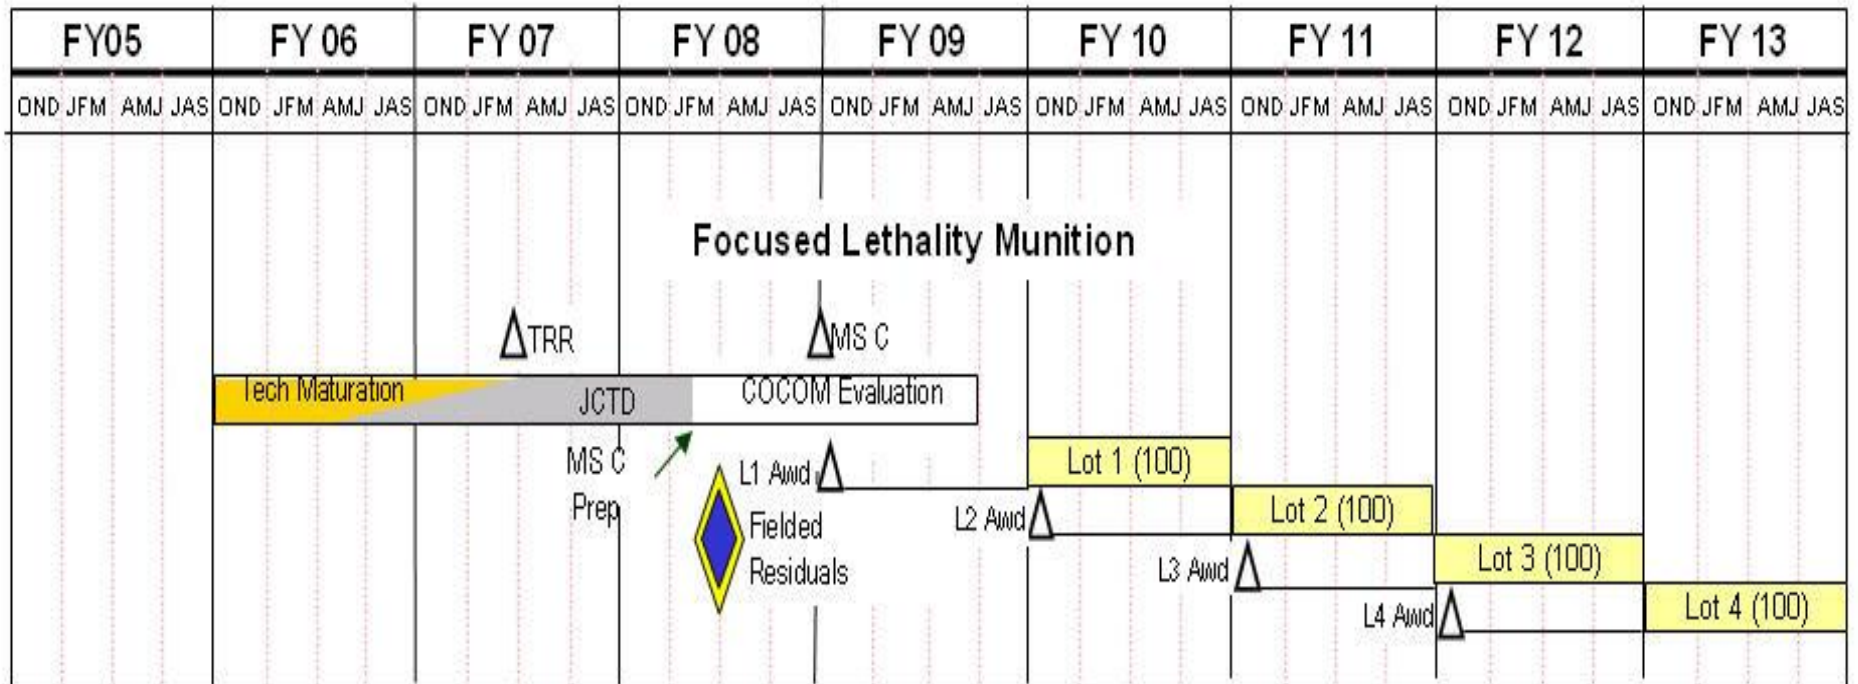 FY05 FY 06 FY 07 FY 08 FY 09 FY 10 FY 11 FY 12 FY 13
OND JFM AMJ JAS OND JFM AMJ JAS OND JFM AMJ JAS OND JFM AMJ JAS OND JFM AMJ JAS OND JFM AMJ JAS OND JFM AMJ JAS OND JFM AMJ JAS OND JFM AMJ JAS
Focused Lethality Munition
TRR
MS C
Tech Maturation
JCTD
COCOM Evaluation
MS C
Prep
L1 Awd
Fielded
Residuals
Lot 1 (100)
L2 Awd
Lot 2 (100)
L3 Awd
Lot 3 (100)
L4 Awd
Lot 4 (100)